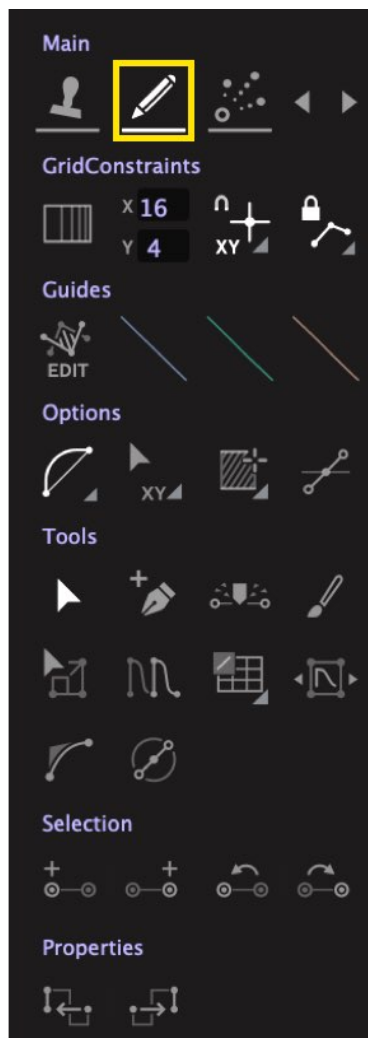 Main
GridConstraints
X 16
Y 4
XY
Guides
EDIT
Options
XY
Tools
Selection
Properties